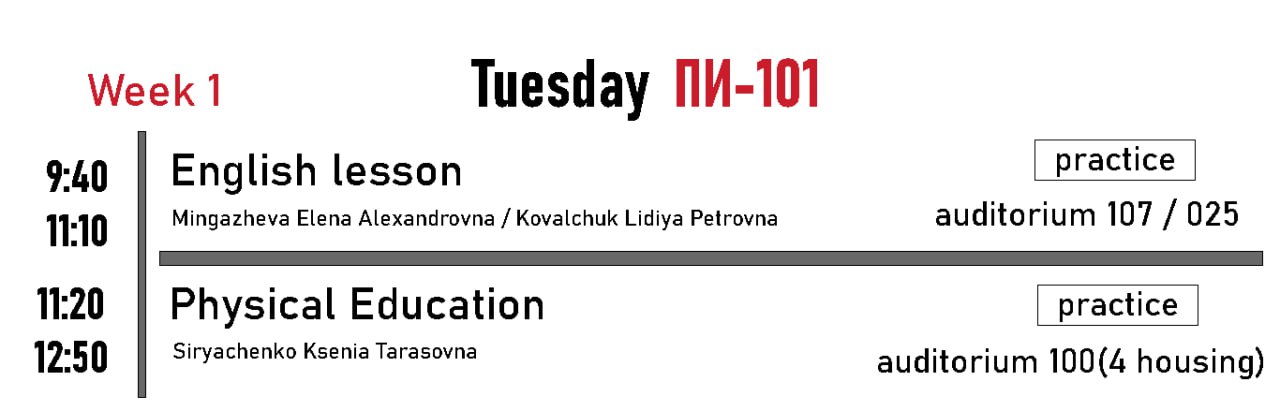 Week 1
Tuesday ПИ-101
9:40
11:10
English lesson
practice
Mingazheva Elena Alexandrovna / Kovalchuk Lidiya Petrovna
auditorium 107 / 025
11:20
12:50
Physical Education
practice
Siryachenko Ksenia Tarasovna
auditorium 100(4 housing)